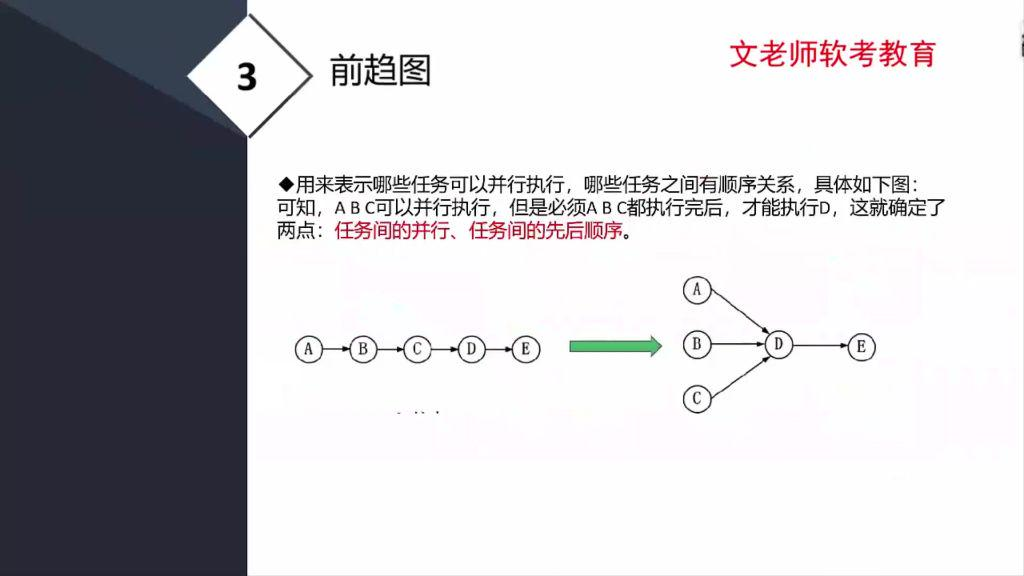 3
前趋图
文老师软考教育
◆用来表示哪些任务可以并行执行，哪些任务之间有顺序关系，具体如下图：
可知，A B C可以并行执行，但是必须A B C都执行完后，才能执行D，这就确定了
两点：任务间的并行、任务间的先后顺序。
A B C D E
A
B D E
C